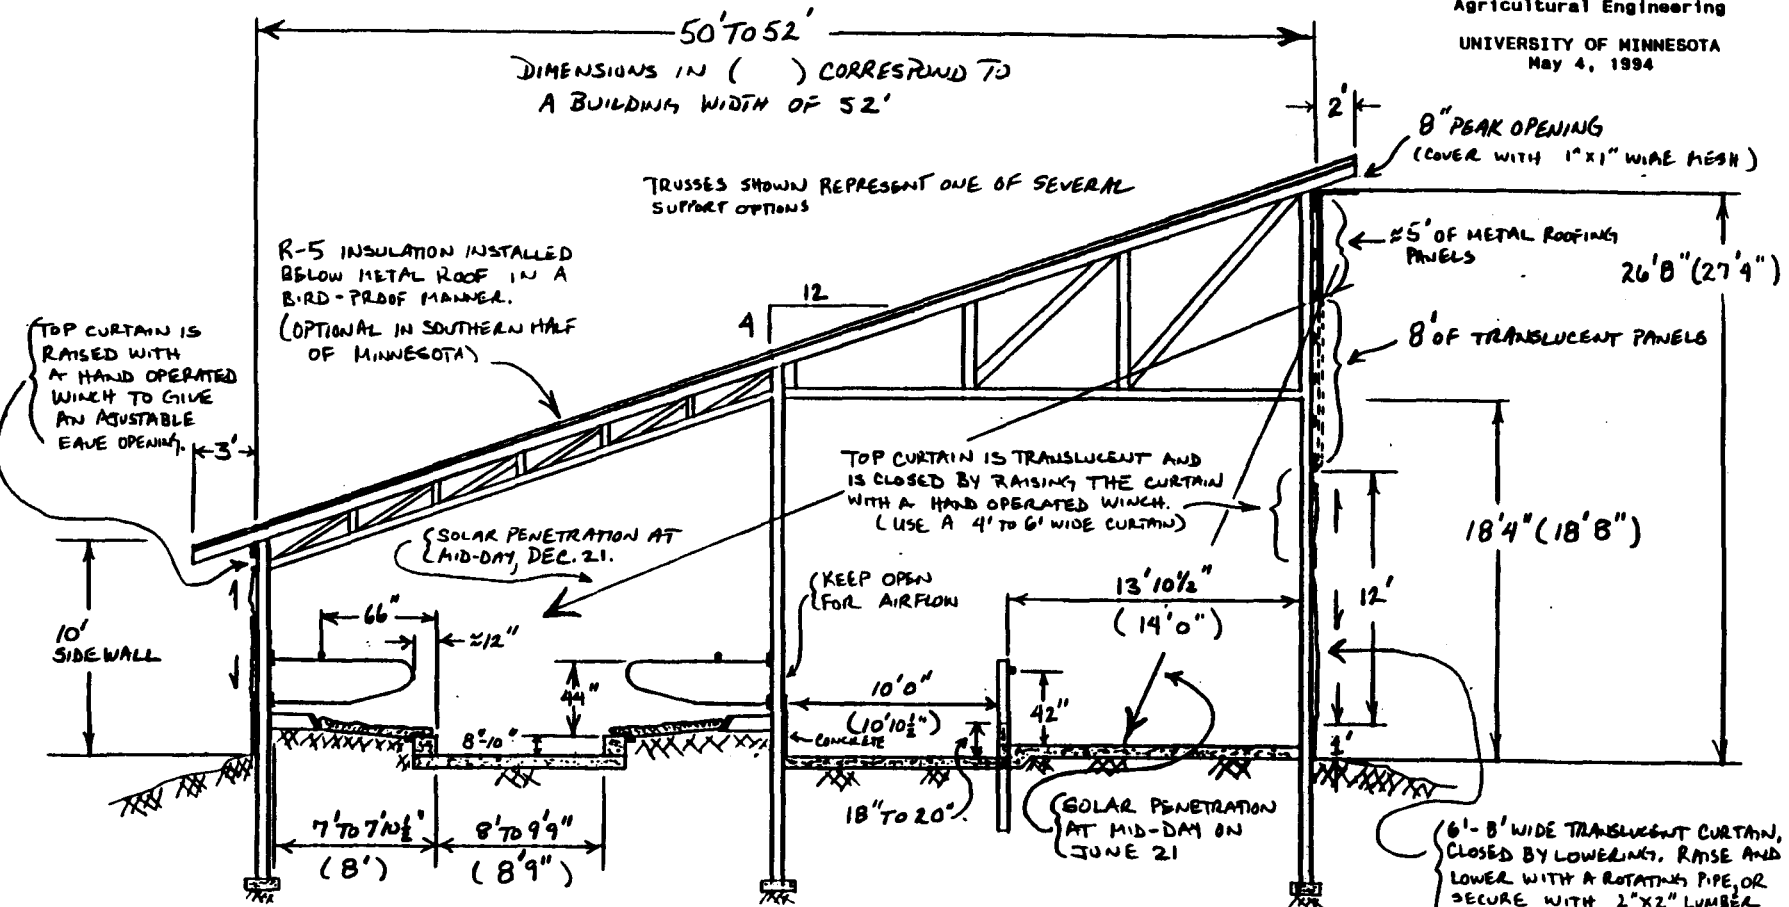 Agricultural Engineering
UNIVERSITY OF MINNESOTA
May 4, 1994
50' TO 52'
DIMENSIONS IN ( ) CORRESPOND TO
A BUILDING WIDTH OF 52'
2'
8" PEAK OPENING
(COVER WITH 1"X1" WIRE MESH)
TRUSSES SHOWN REPRESENT ONE OF SEVERAL
SUPPORT OPTIONS
≈5' OF METAL ROOFING
PANELS
26'8" (27'4")
R-5 INSULATION INSTALLED
BELOW METAL ROOF IN A
BIRD-PROOF MANNER.
(OPTIONAL IN SOUTHERN HALF
OF MINNESOTA)
12
4
8' OF TRANSLUCENT PANELS
TOP CURTAIN IS
RAISED WITH
A HAND OPERATED
WINCH TO GIVE
AN AJUSTABLE
EAVE OPENING.
3'
TOP CURTAIN IS TRANSLUCENT AND
IS CLOSED BY RAISING THE CURTAIN
WITH A HAND OPERATED WINCH.
(USE A 4' TO 6' WIDE CURTAIN)
18'4" (18'8")
SOLAR PENETRATION AT
MID-DAY, DEC. 21.
KEEP OPEN
FOR AIRFLOW
13'10½"
(14'0")
12'
10'
SIDEWALL
66"
≈12"
44"
10'0"
(10'10½")
42"
8"-10"
CONCRETE
1'
7' TO 7'10½"
(8')
8' TO 9'9"
(8'9")
18" TO 20"
SOLAR PENETRATION
AT MID-DAY ON
JUNE 21
6'-8' WIDE TRANSLUCENT CURTAIN.
CLOSED BY LOWERING. RAISE AND
LOWER WITH A ROTATING PIPE, OR
SECURE WITH 2"X2" LUMBER